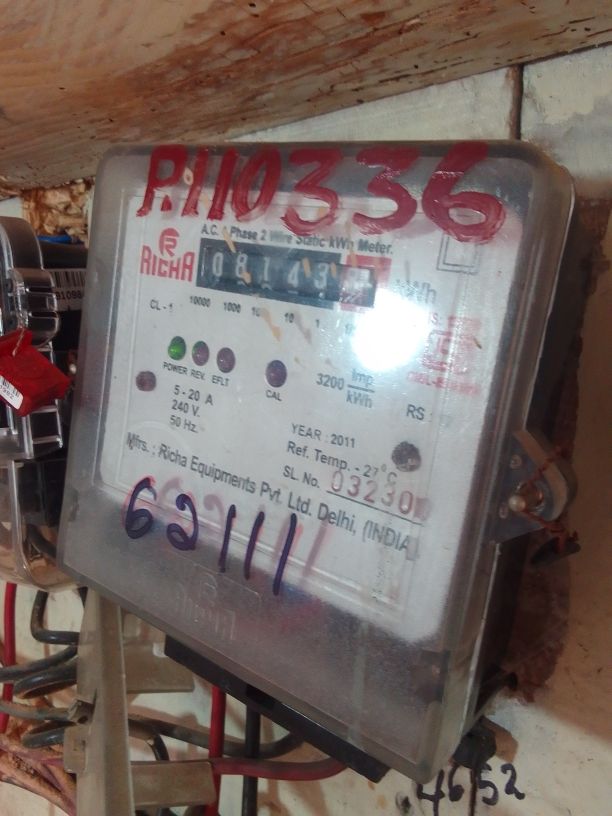 P.110336
A.C. 1 Phase 2 Wire Static kWh Meter.
RICHA
08143
kWh
CL - 1
10000 1000 10 1
POWER REV. EFLT
CAL
3200 Imp. kWh
5 - 20 A
240 V.
50 Hz.
RS :
YEAR : 2011
Ref. Temp. - 27°C
SL. No. 03230
Mfrs. : Richa Equipments Pvt. Ltd. Delhi, (INDIA
62111
4652